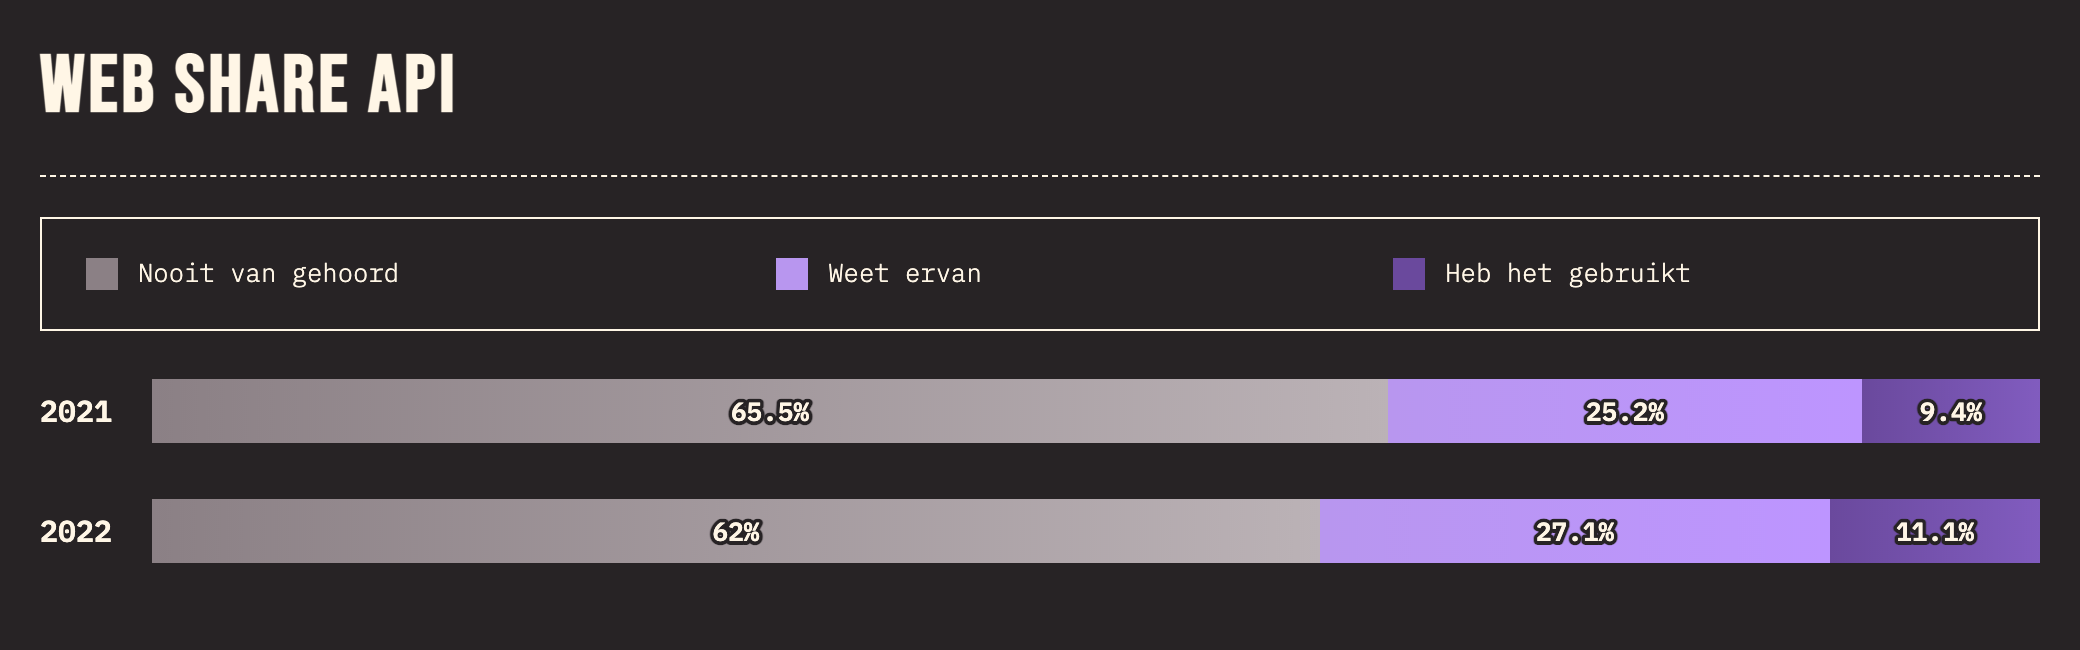 WEB SHARE API
Nooit van gehoord Weet ervan Heb het gebruikt
2021 65.5% 25.2% 9.4%
2022 62% 27.1% 11.1%